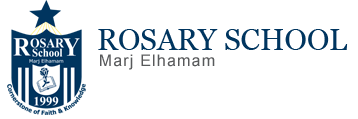 ROSARY
School
Marj Elhamam
1999
Cornerstone of Faith & Knowledge
ROSARY SCHOOL
Marj Elhamam